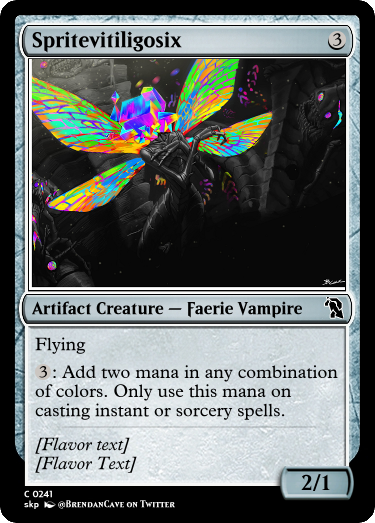 Spritevitiligosix 3
Artifact Creature — Faerie Vampire
Flying
3: Add two mana in any combination
of colors. Only use this mana on
casting instant or sorcery spells.
[Flavor text]
[Flavor Text]
2/1
C 0241
skp @BrendanCave on Twitter